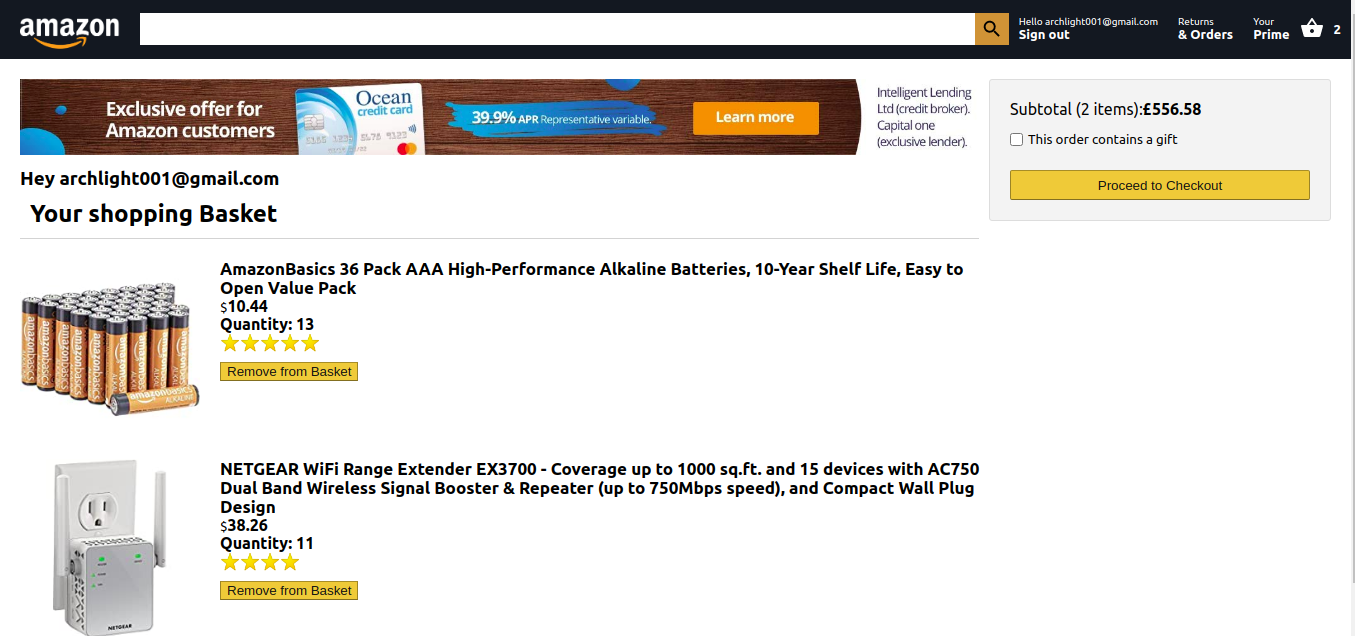 amazon
Hello archlight001@gmail.com
Sign out
Returns
& Orders
Your
Prime
2
Exclusive offer for
Amazon customers
Ocean
credit card
39.9% APR Representative variable.
Learn more
Intelligent Lending
Ltd (credit broker).
Capital one
(exclusive lender).
Subtotal (2 items):£556.58
This order contains a gift
Proceed to Checkout
Hey archlight001@gmail.com
Your shopping Basket
AmazonBasics 36 Pack AAA High-Performance Alkaline Batteries, 10-Year Shelf Life, Easy to
Open Value Pack
$10.44
Quantity: 13
Remove from Basket
amazonbasics
ALKALINE
NETGEAR WiFi Range Extender EX3700 - Coverage up to 1000 sq.ft. and 15 devices with AC750
Dual Band Wireless Signal Booster & Repeater (up to 750Mbps speed), and Compact Wall Plug
Design
$38.26
Quantity: 11
Remove from Basket
NETGEAR